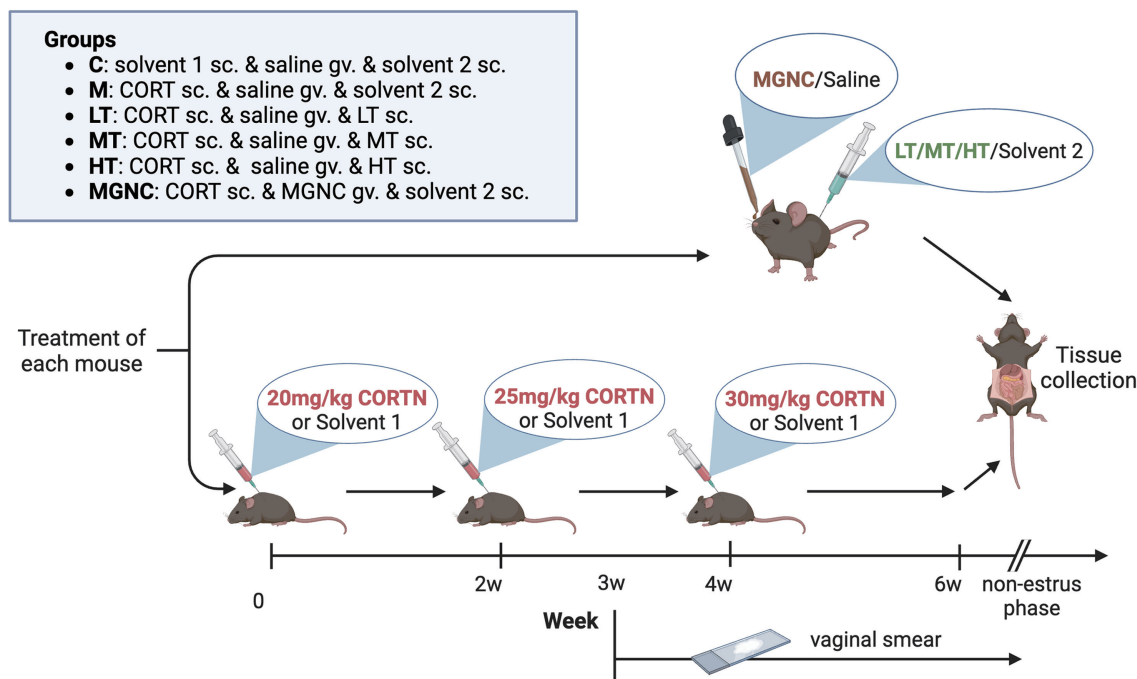 Groups
• C: solvent 1 sc. & saline gv. & solvent 2 sc.
• M: CORT sc. & saline gv. & solvent 2 sc.
• LT: CORT sc. & saline gv. & LT sc.
• MT: CORT sc. & saline gv. & MT sc.
• HT: CORT sc. & saline gv. & HT sc.
• MGNC: CORT sc. & MGNC gv. & solvent 2 sc.
MGNC/Saline
LT/MT/HT/Solvent 2
Treatment of
each mouse
20mg/kg CORTN
or Solvent 1
25mg/kg CORTN
or Solvent 1
30mg/kg CORTN
or Solvent 1
Tissue
collection
0
2w
3w
4w
6w
non-estrus
phase
Week
vaginal smear